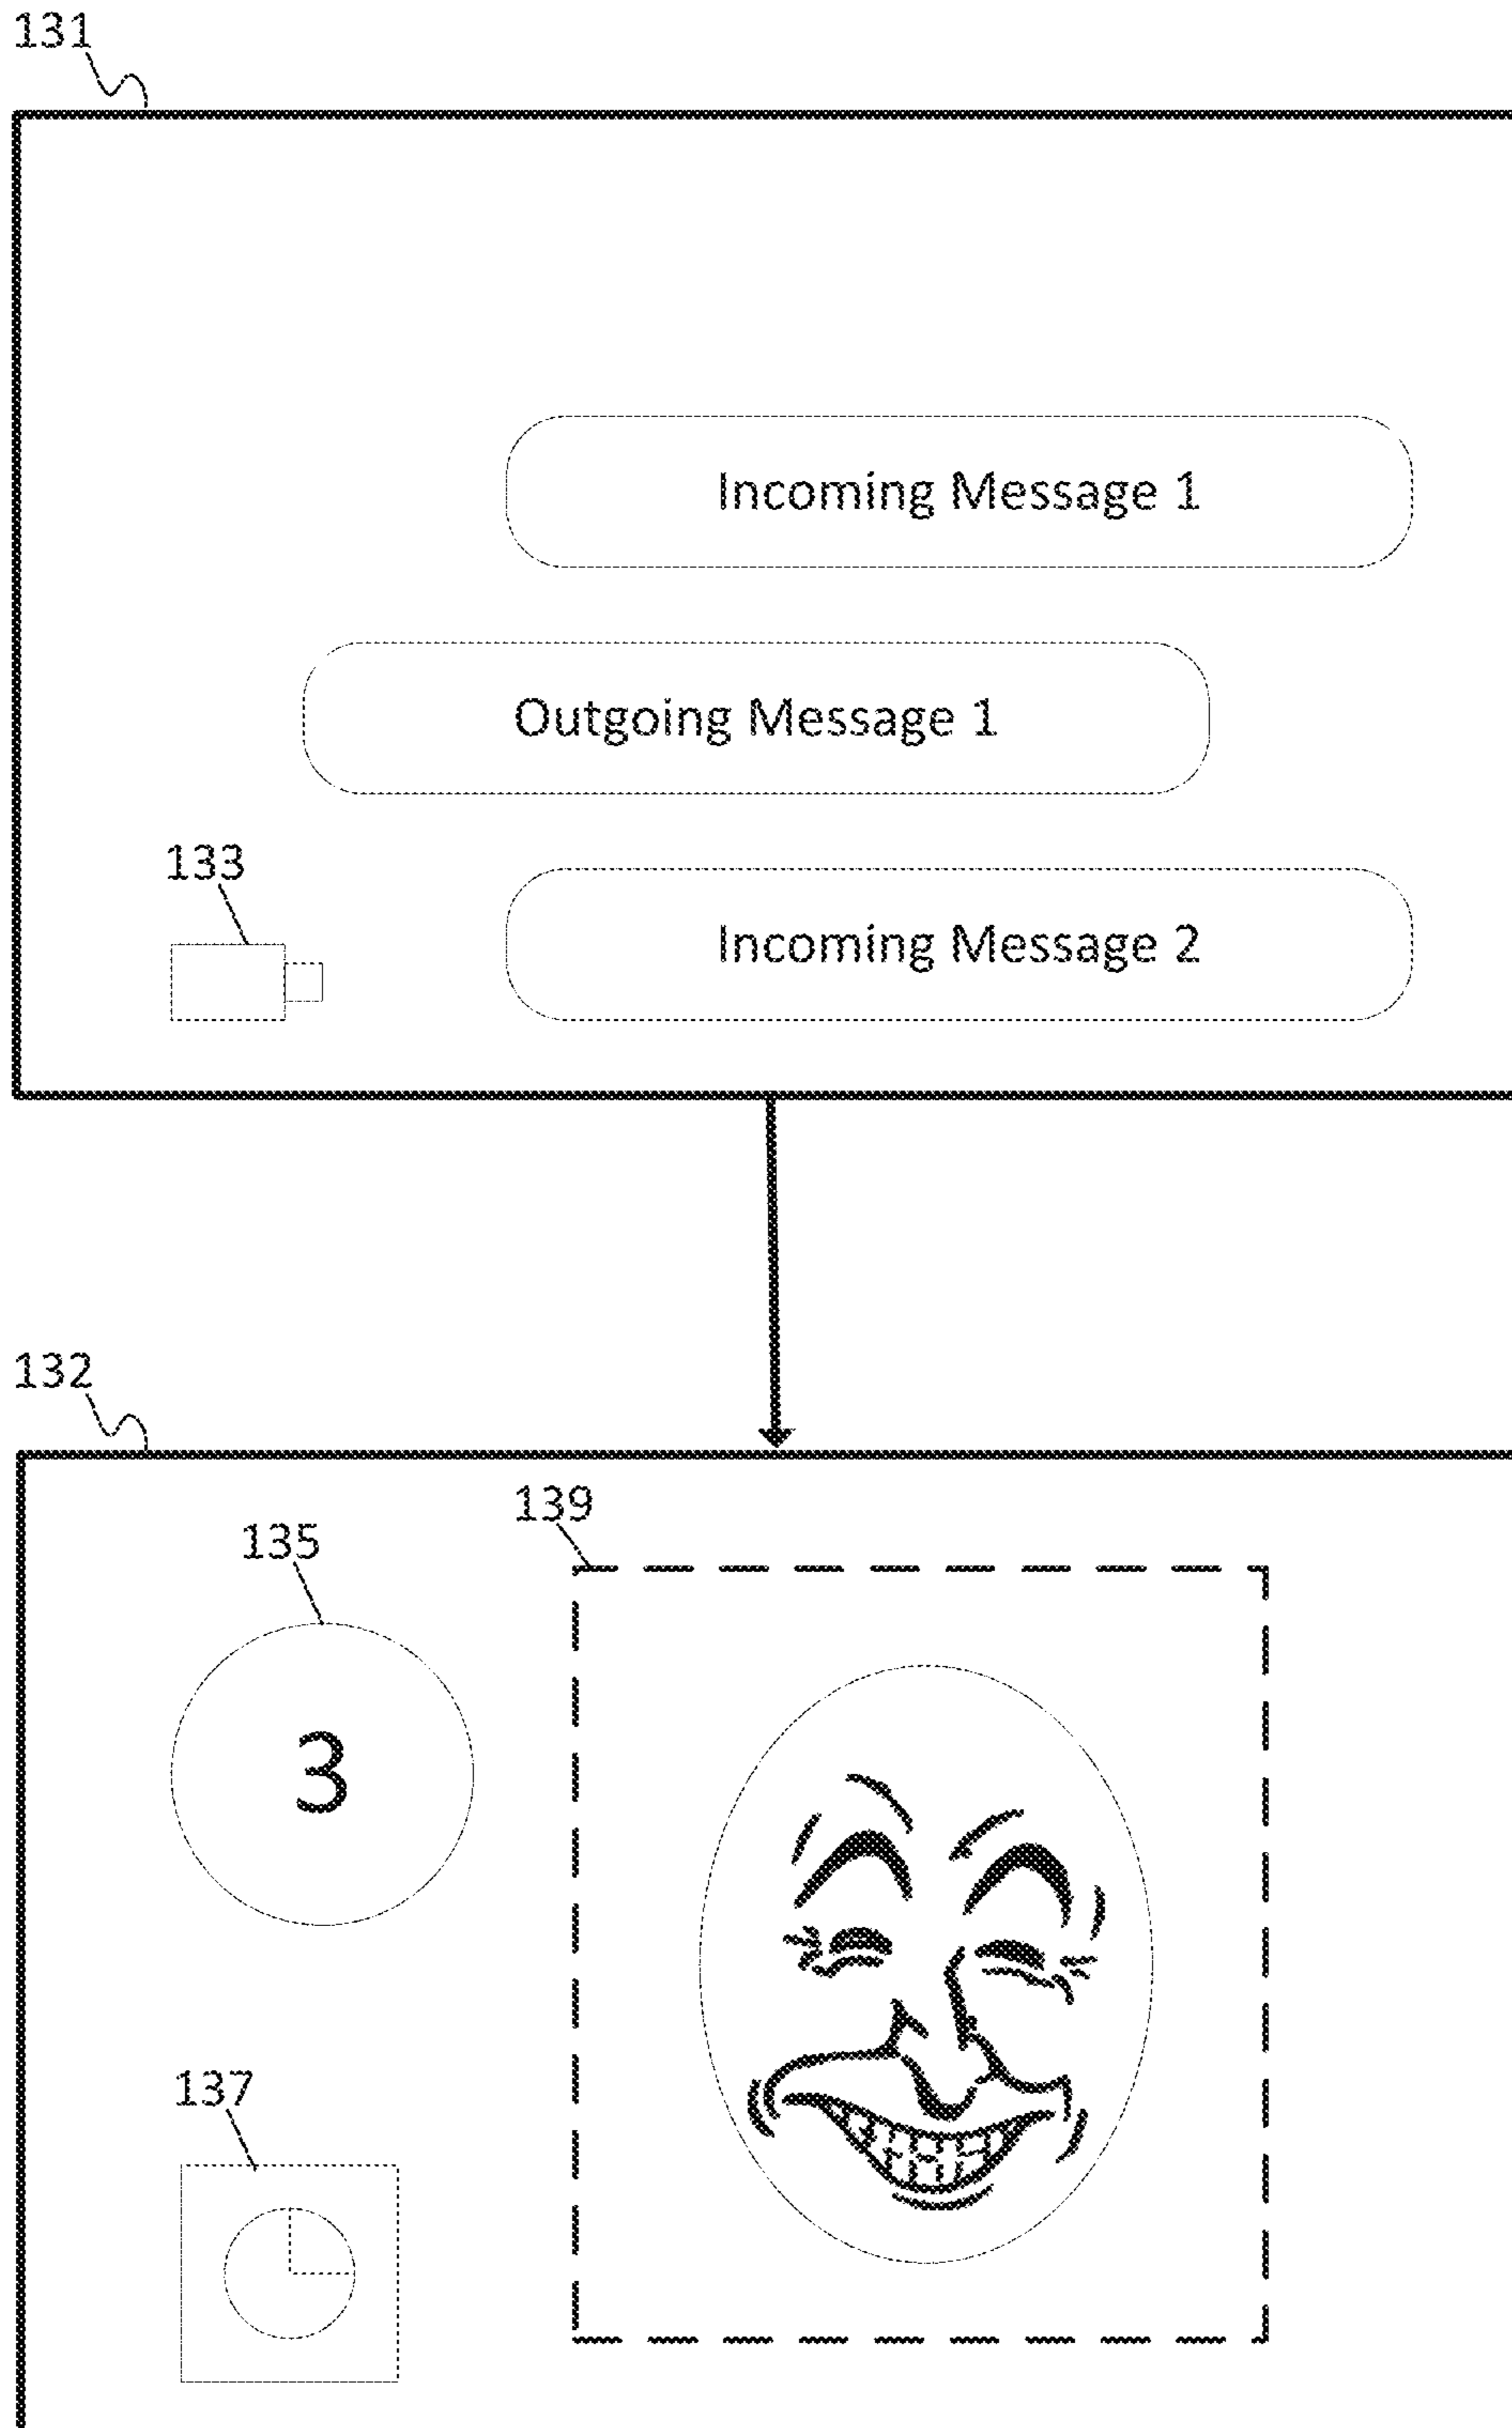 131
Incoming Message 1
Outgoing Message 1
133
Incoming Message 2
132
139
135
3
137